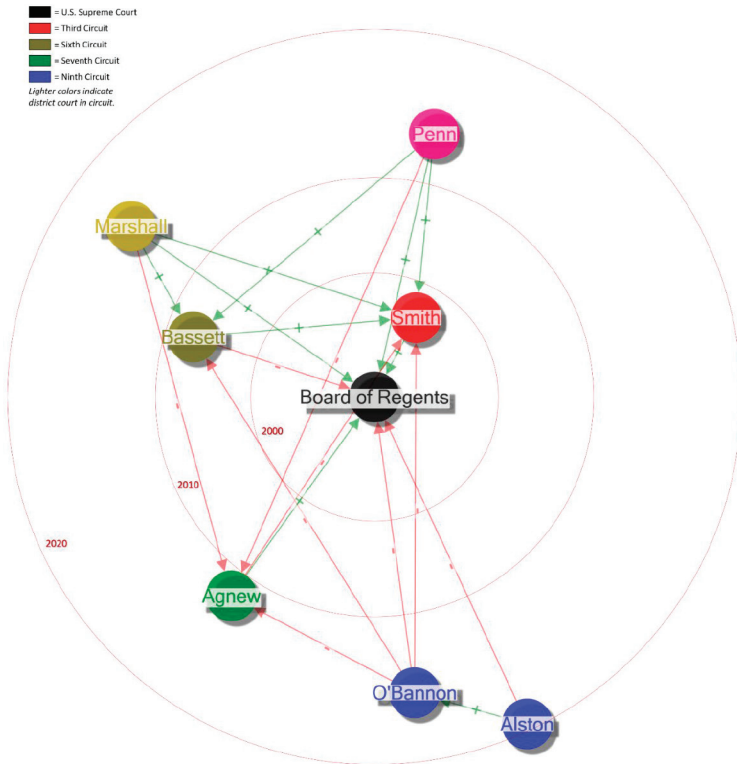 = U.S. Supreme Court
= Third Circuit
= Sixth Circuit
= Seventh Circuit
= Ninth Circuit
Lighter colors indicate
district court in circuit.
Penn
Marshall
Smith
Bassett
Board of Regents
2000
2010
2020
Agnew
O'Bannon
Alston